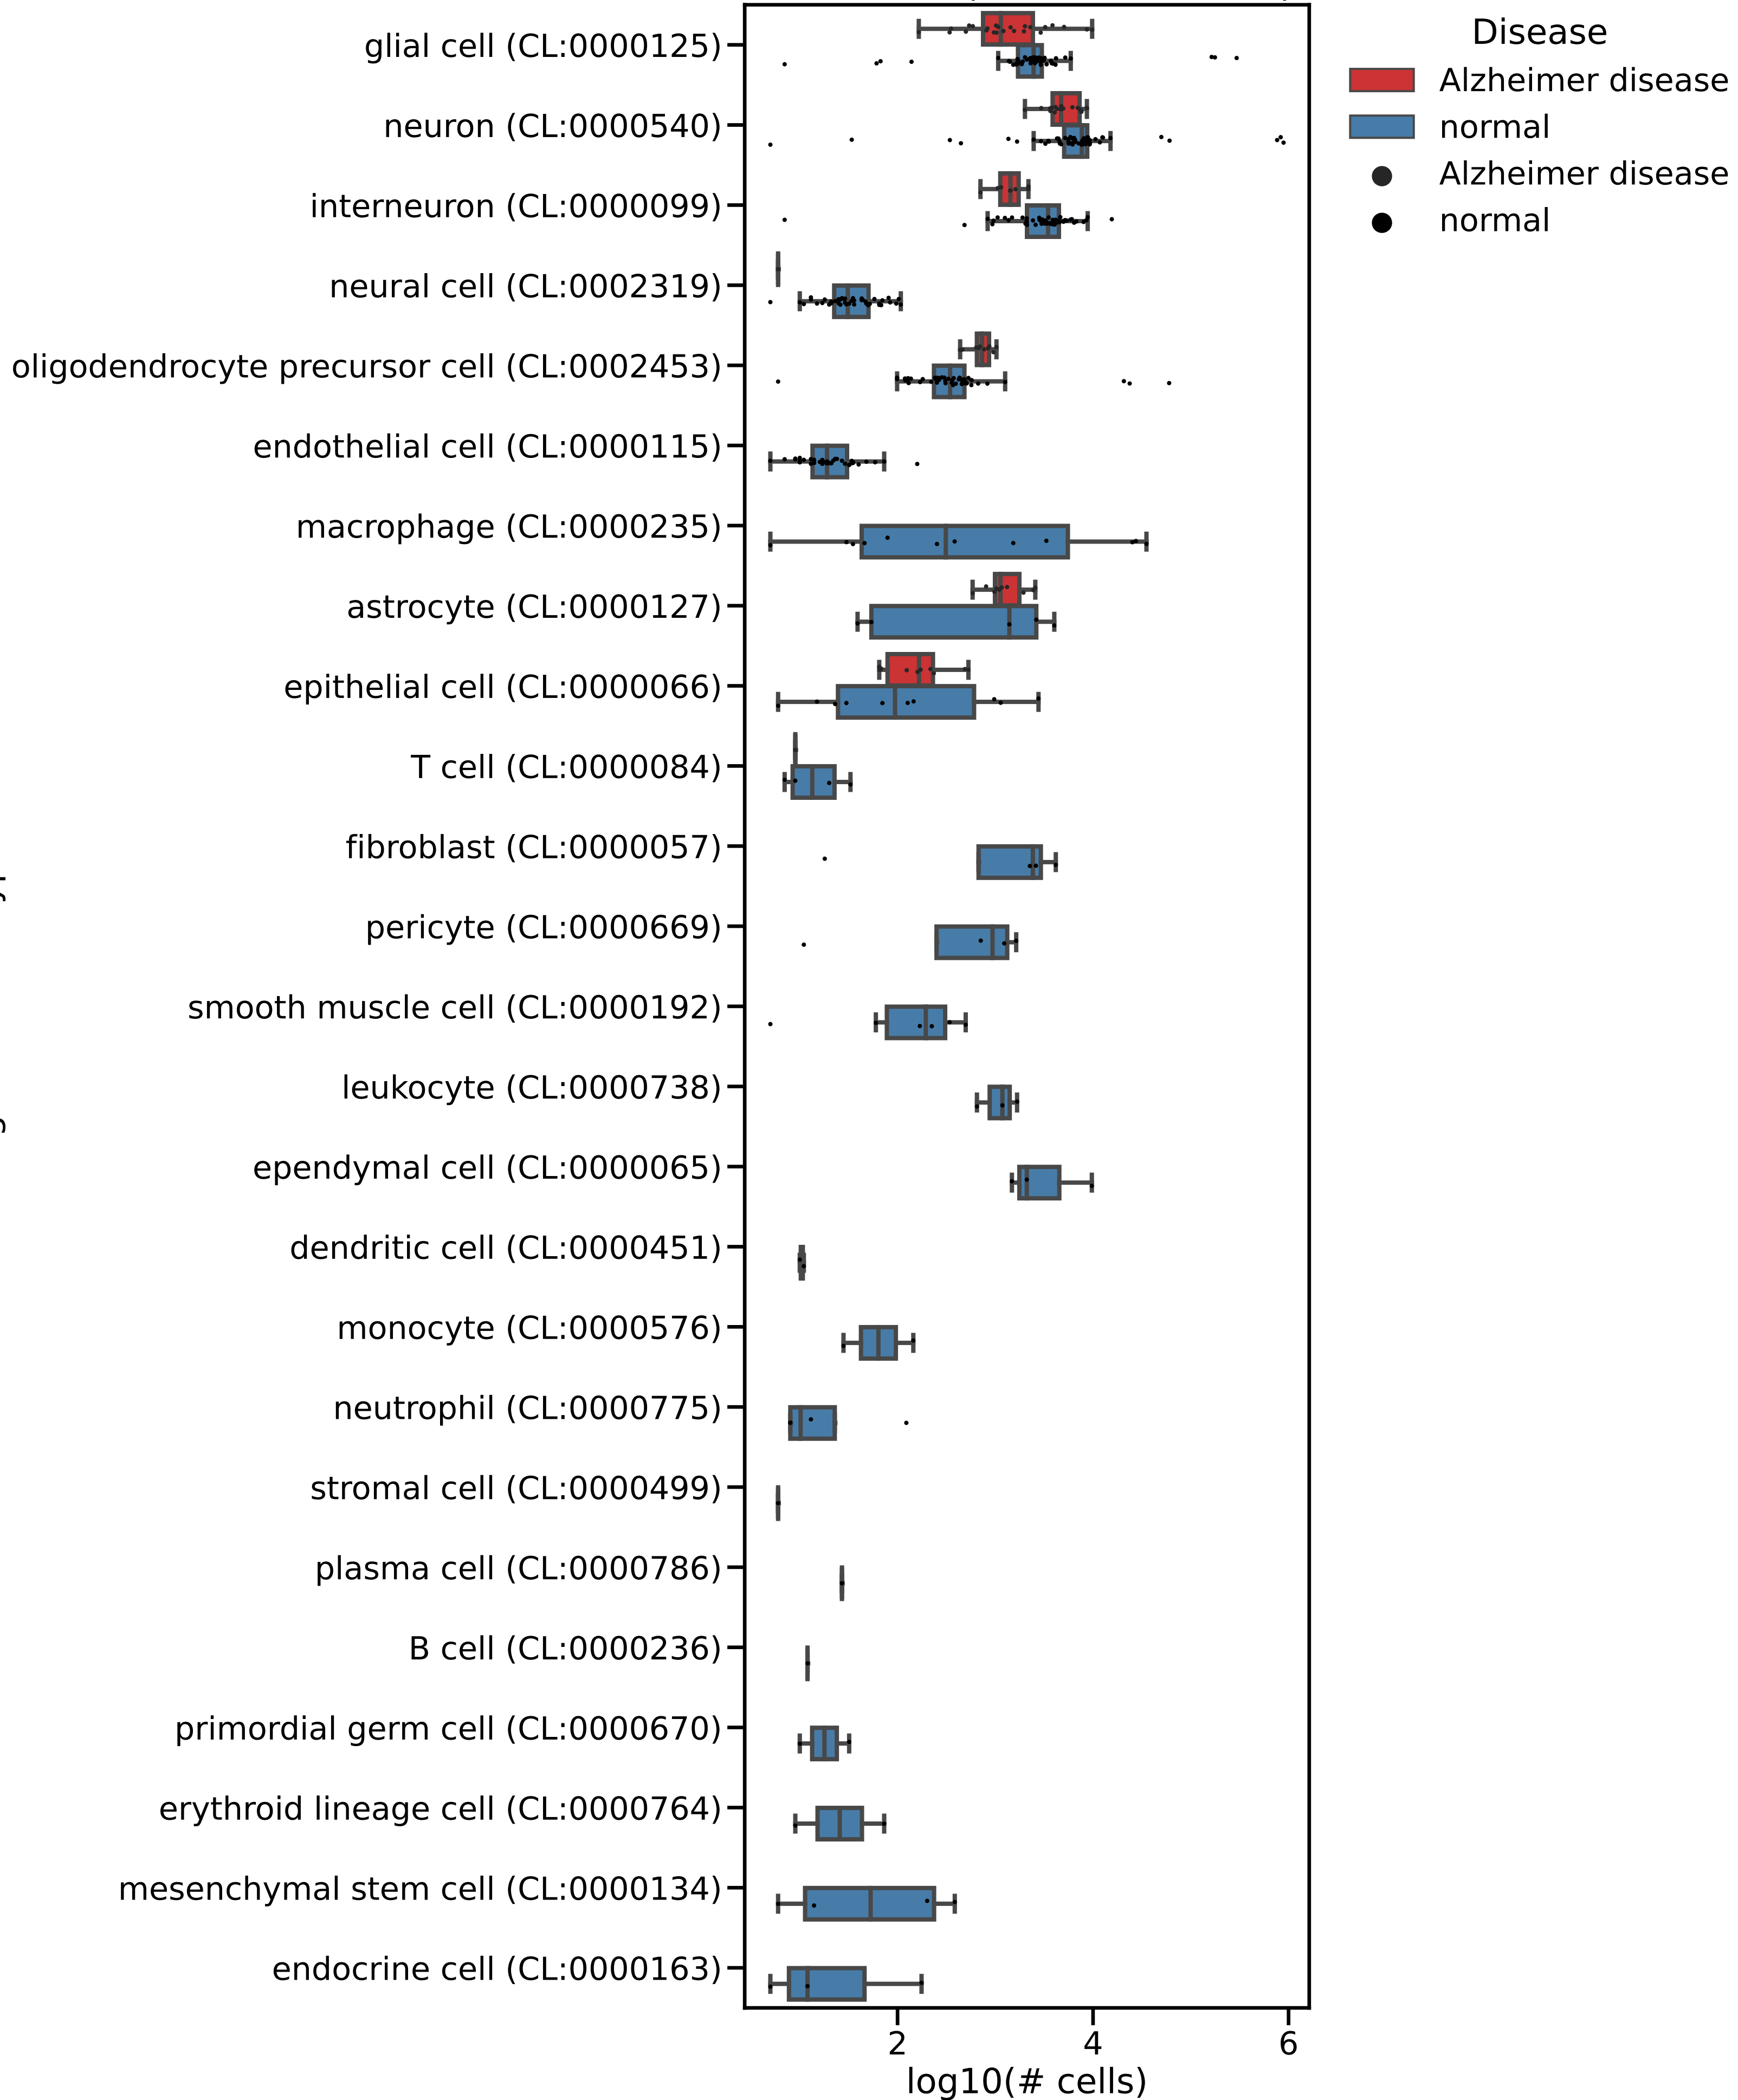 glial cell (CL:0000125)
neuron (CL:0000540)
interneuron (CL:0000099)
neural cell (CL:0002319)
oligodendrocyte precursor cell (CL:0002453)
endothelial cell (CL:0000115)
macrophage (CL:0000235)
astrocyte (CL:0000127)
epithelial cell (CL:0000066)
T cell (CL:0000084)
fibroblast (CL:0000057)
pericyte (CL:0000669)
smooth muscle cell (CL:0000192)
leukocyte (CL:0000738)
ependymal cell (CL:0000065)
dendritic cell (CL:0000451)
monocyte (CL:0000576)
neutrophil (CL:0000775)
stromal cell (CL:0000499)
plasma cell (CL:0000786)
B cell (CL:0000236)
primordial germ cell (CL:0000670)
erythroid lineage cell (CL:0000764)
mesenchymal stem cell (CL:0000134)
endocrine cell (CL:0000163)
2 4 6
log10(# cells)
Disease
Alzheimer disease
normal
Alzheimer disease
normal